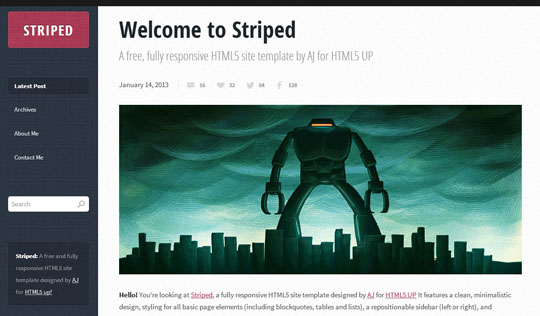 STRIPED
Latest Post
Archives
About Me
Contact Me
Search
Striped: A free and fully
responsive HTML5 site
template designed by AJ
for HTML5 up!
Welcome to Striped
A free, fully responsive HTML5 site template by AJ for HTML5 UP
January 14, 2013 16 32 64 128
Hello! You're looking at Striped, a fully responsive HTML5 site template designed by AJ for HTML5 UP It features a clean, minimalistic
design, styling for all basic page elements (including blockquotes, tables and lists), a repositionable sidebar (left or right), and